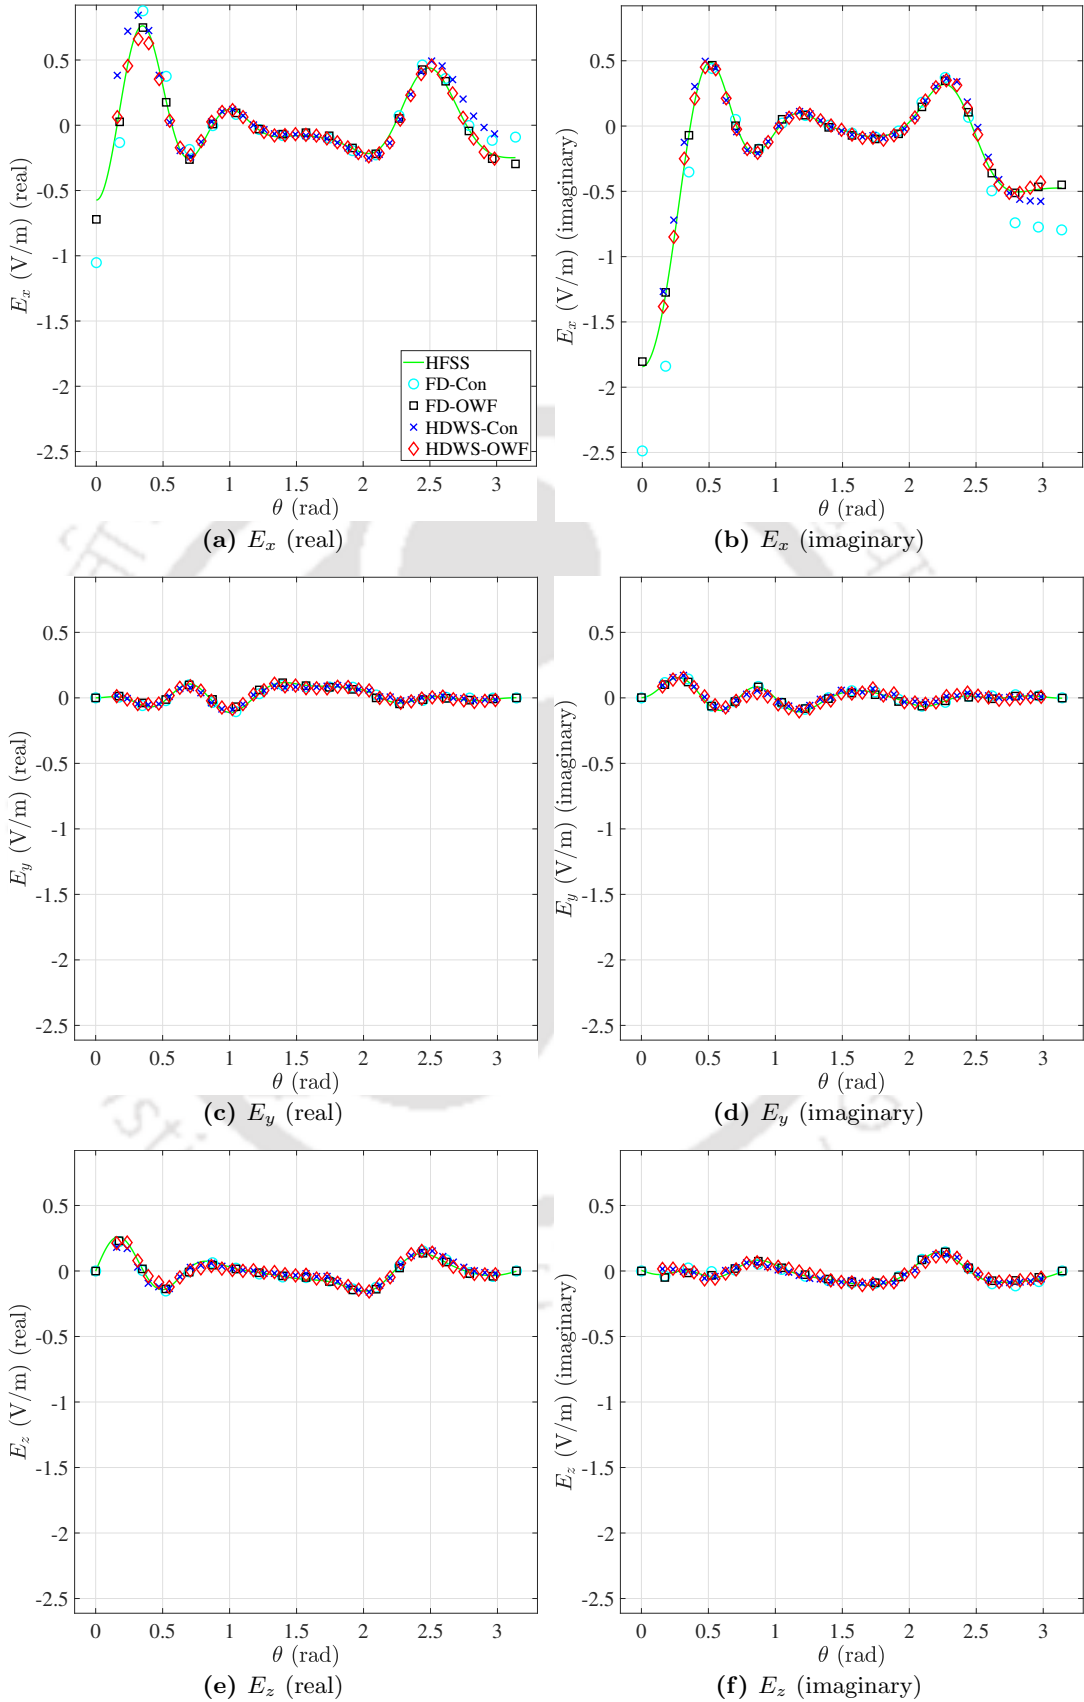 0.5
0
-0.5
-1
-1.5
-2
-2.5
E_x (V/m) (real)
HFSS
FD-Con
FD-OWF
HDWS-Con
HDWS-OWF
0 0.5 1 1.5 2 2.5 3
θ (rad)
(a) E_x (real)
0.5
0
-0.5
-1
-1.5
-2
-2.5
E_x (V/m) (imaginary)
0 0.5 1 1.5 2 2.5 3
θ (rad)
(b) E_x (imaginary)
0.5
0
-0.5
-1
-1.5
-2
-2.5
E_y (V/m) (real)
0 0.5 1 1.5 2 2.5 3
θ (rad)
(c) E_y (real)
0.5
0
-0.5
-1
-1.5
-2
-2.5
E_y (V/m) (imaginary)
0 0.5 1 1.5 2 2.5 3
θ (rad)
(d) E_y (imaginary)
0.5
0
-0.5
-1
-1.5
-2
-2.5
E_z (V/m) (real)
0 0.5 1 1.5 2 2.5 3
θ (rad)
(e) E_z (real)
0.5
0
-0.5
-1
-1.5
-2
-2.5
E_z (V/m) (imaginary)
0 0.5 1 1.5 2 2.5 3
θ (rad)
(f) E_z (imaginary)